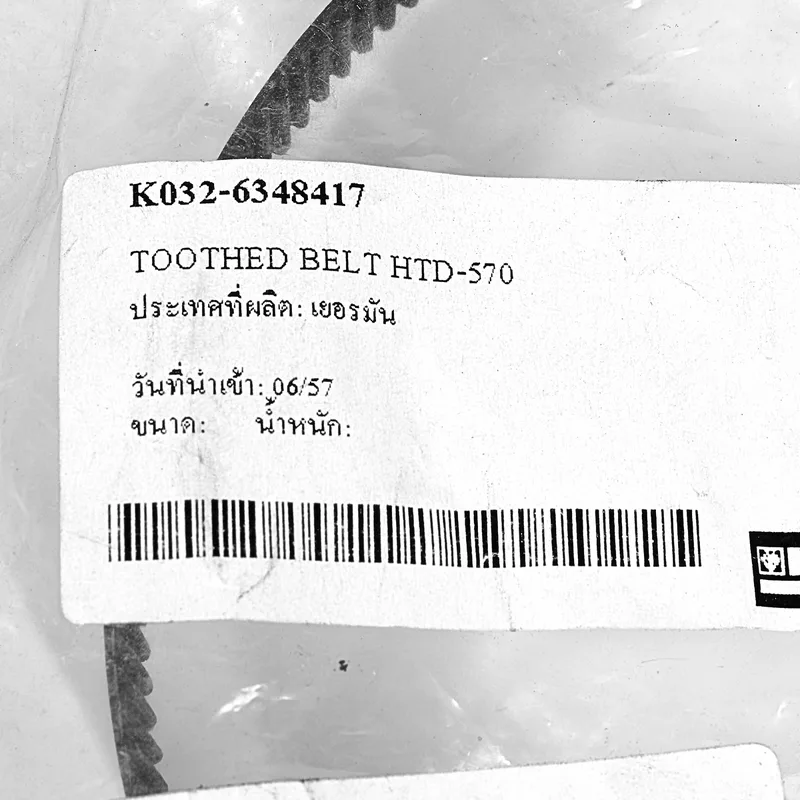 K032-6348417
TOOTHED BELT HTD-570
ประเทศที่ผลิต: เยอรมัน
วันที่นำเข้า: 06/57
ขนาด: น้ำหนัก: